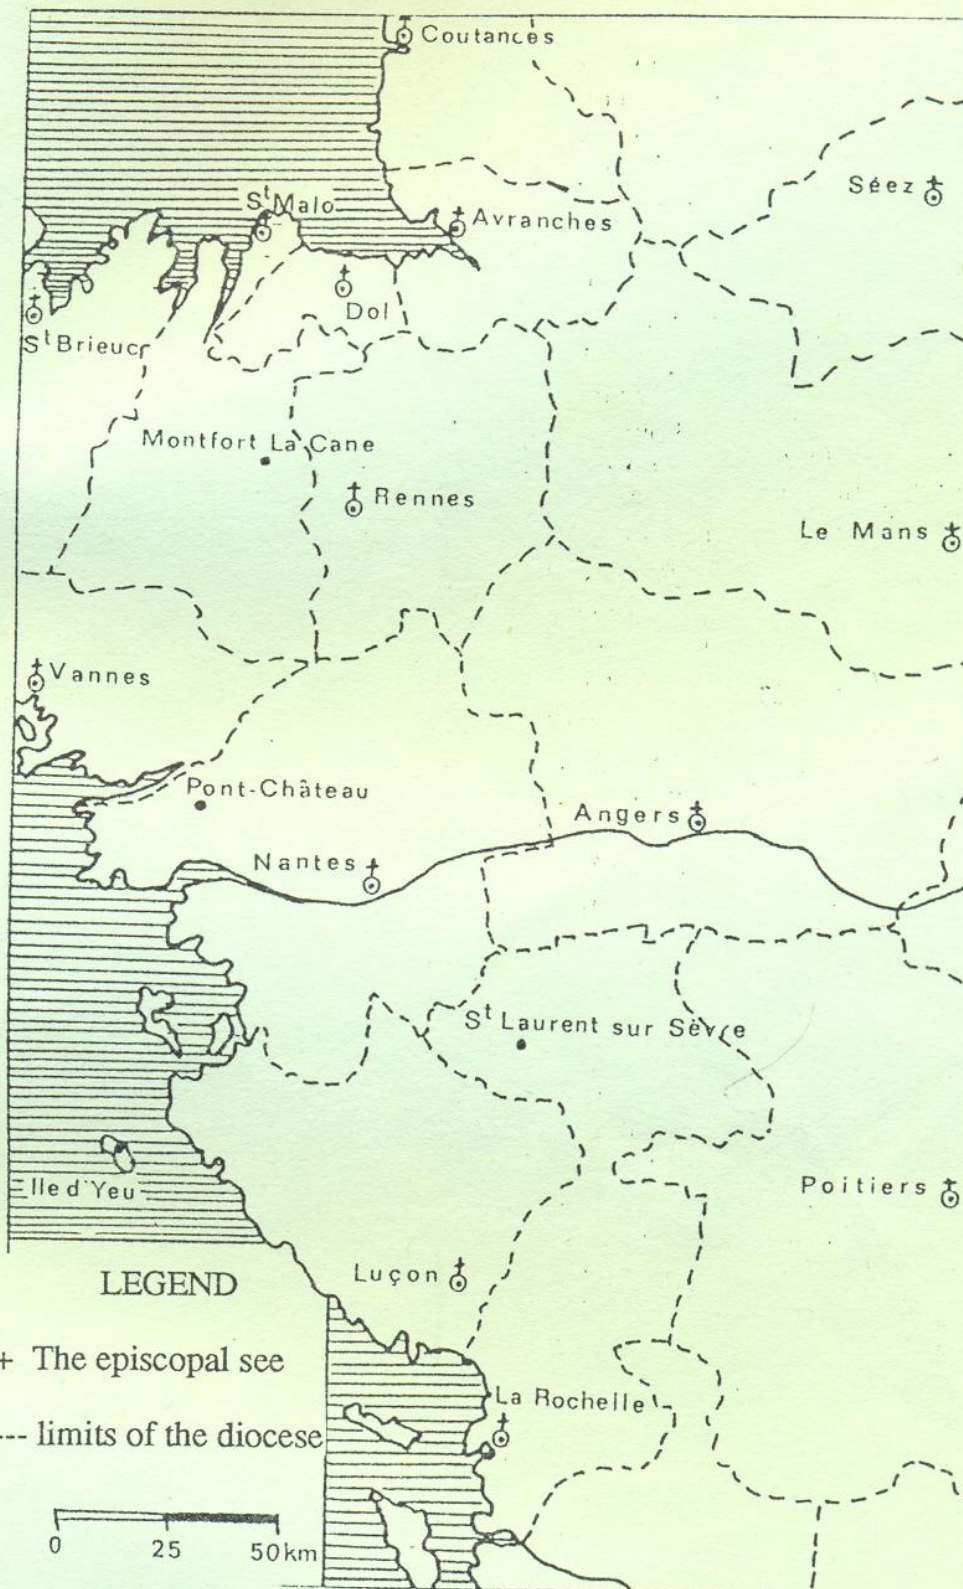 Coutances
Séez
St Malo
Avranches
Dol
St Brieuc
Montfort La Cane
Rennes
Le Mans
Vannes
Pont-Château
Angers
Nantes
St Laurent sur Sèvre
Ile d'Yeu
Poitiers
Luçon
LEGEND
+ The episcopal see
La Rochelle
--- limits of the diocese
0 25 50km